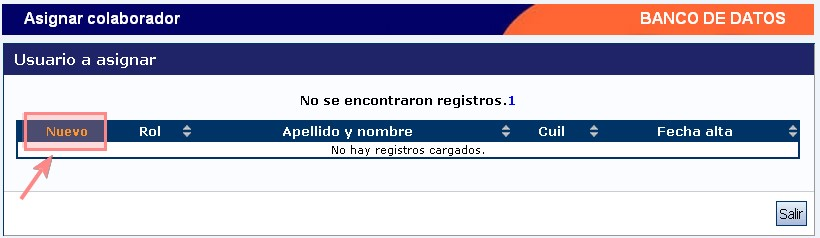 Asignar colaborador BANCO DE DATOS
Usuario a asignar
No se encontraron registros.1
Nuevo Rol Apellido y nombre Cuil Fecha alta
No hay registros cargados.
Salir